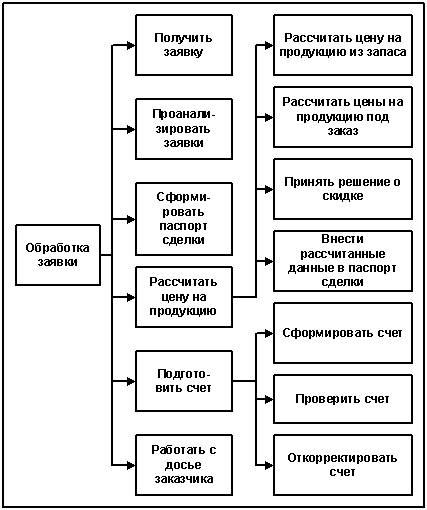 Обработка
заявки
Получить
заявку
Проанали-
зировать
заявки
Сформи-
ровать
паспорт
сделки
Рассчитать
цену на
продукцию
Подгото-
вить счет
Работать с
досье
заказчика
Рассчитать цену на
продукцию из запаса
Рассчитать цены на
продукцию под
заказ
Принять решение о
скидке
Внести
рассчитанные
данные в паспорт
сделки
Сформировать счет
Проверить счет
Откорректировать
счет